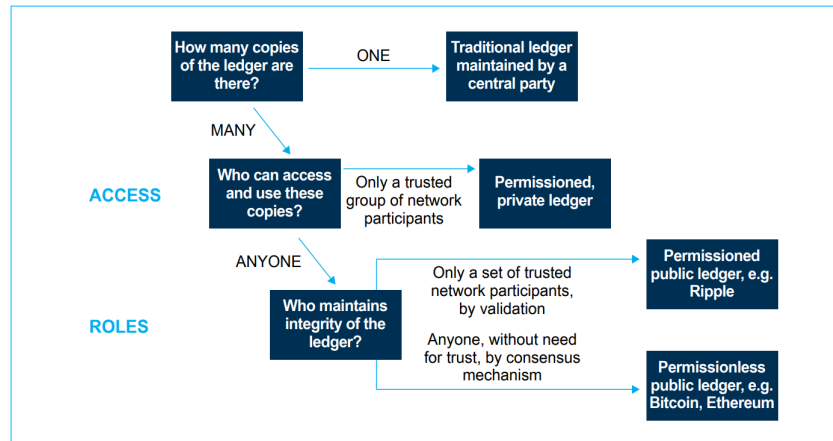 How many copies
of the ledger are
there?
ONE
Traditional ledger
maintained by a
central party
MANY
ACCESS
Who can access
and use these
copies?
Only a trusted
group of network
participants
Permissioned,
private ledger
ANYONE
ROLES
Who maintains
integrity of the
ledger?
Only a set of trusted
network participants,
by validation
Permissioned
public ledger, e.g.
Ripple
Anyone, without need
for trust, by consensus
mechanism
Permissionless
public ledger, e.g.
Bitcoin, Ethereum